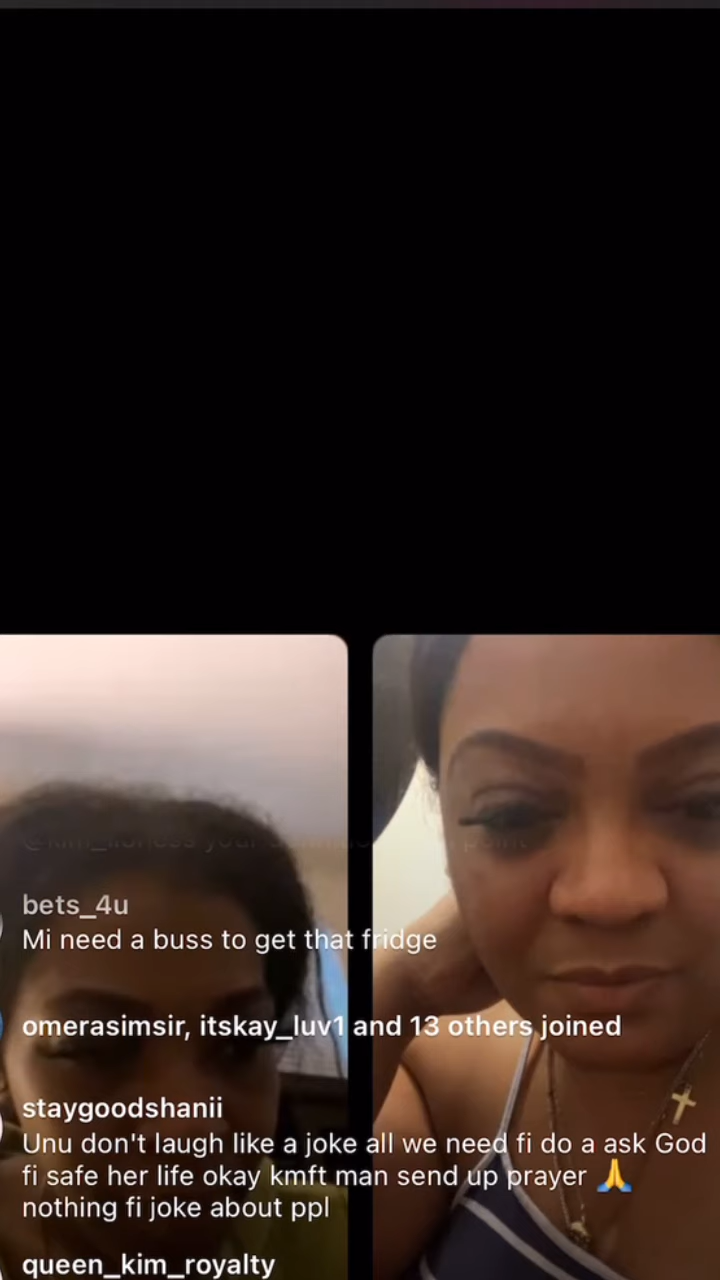 bets_4u
Mi need a buss to get that fridge
omerasimsir, itskay_luv1 and 13 others joined
staygoodshanii
Unu don't laugh like a joke all we need fi do a ask God
fi safe her life okay kmft man send up prayer 🙏
nothing fi joke about ppl
queen_kim_royalty